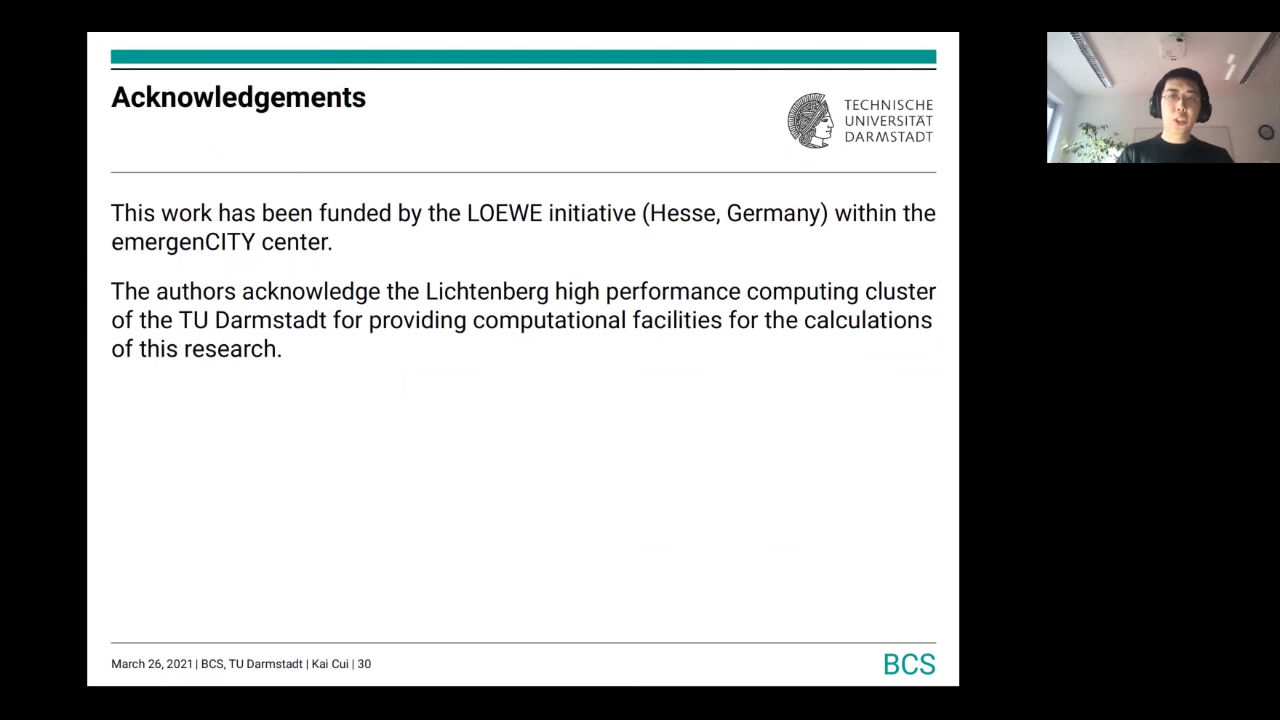 Acknowledgements
TECHNISCHE
UNIVERSITÄT
DARMSTADT
This work has been funded by the LOEWE initiative (Hesse, Germany) within the
emergenCITY center.
The authors acknowledge the Lichtenberg high performance computing cluster
of the TU Darmstadt for providing computational facilities for the calculations
of this research.
March 26, 2021 | BCS, TU Darmstadt | Kai Cui | 30
BCS